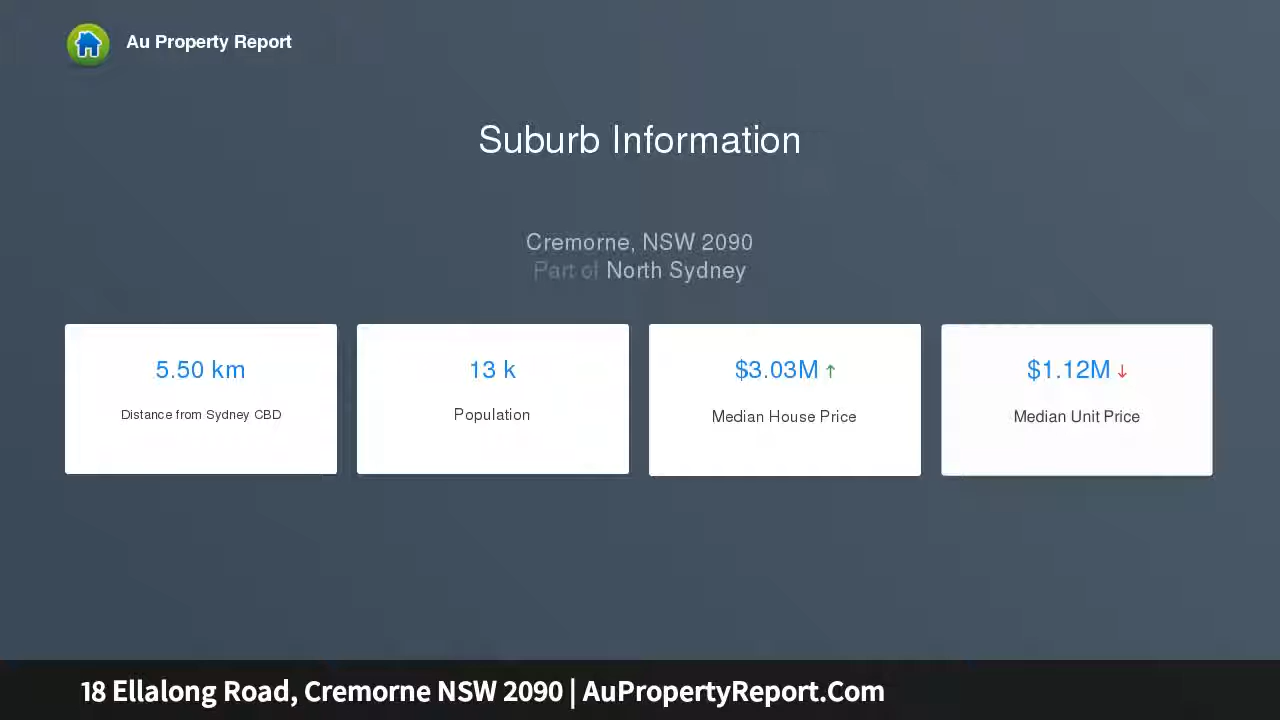 Au Property Report
Suburb Information
Cremorne, NSW 2090
Part of North Sydney
5.50 km
Distance from Sydney CBD
13 k
Population
$3.03M ↑
Median House Price
$1.12M ↓
Median Unit Price
18 Ellalong Road, Cremorne NSW 2090 | AuPropertyReport.Com